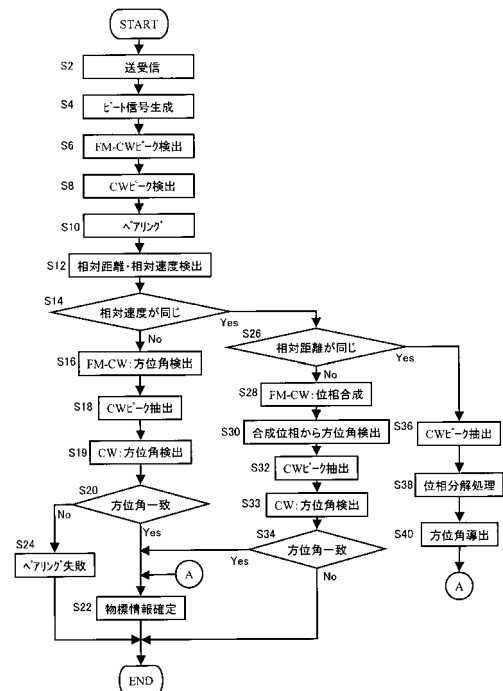 START
S2 送受信
S4 ビート信号生成
S6 FM-CWピーク検出
S8 CWピーク検出
S10 ペアリング
S12 相対距離・相対速度検出
S14 相対速度が同じ
Yes
No
S16 FM-CW:方位角検出
S18 CWピーク抽出
S19 CW:方位角検出
S20 方位角一致
No
Yes
S24 ペアリング失敗
A
S22 物標情報確定
S26 相対距離が同じ
Yes
No
S28 FM-CW:位相合成
S30 合成位相から方位角検出
S32 CWピーク抽出
S33 CW:方位角検出
S34 方位角一致
Yes
No
S36 CWピーク抽出
S38 位相分解処理
S40 方位角導出
A
END